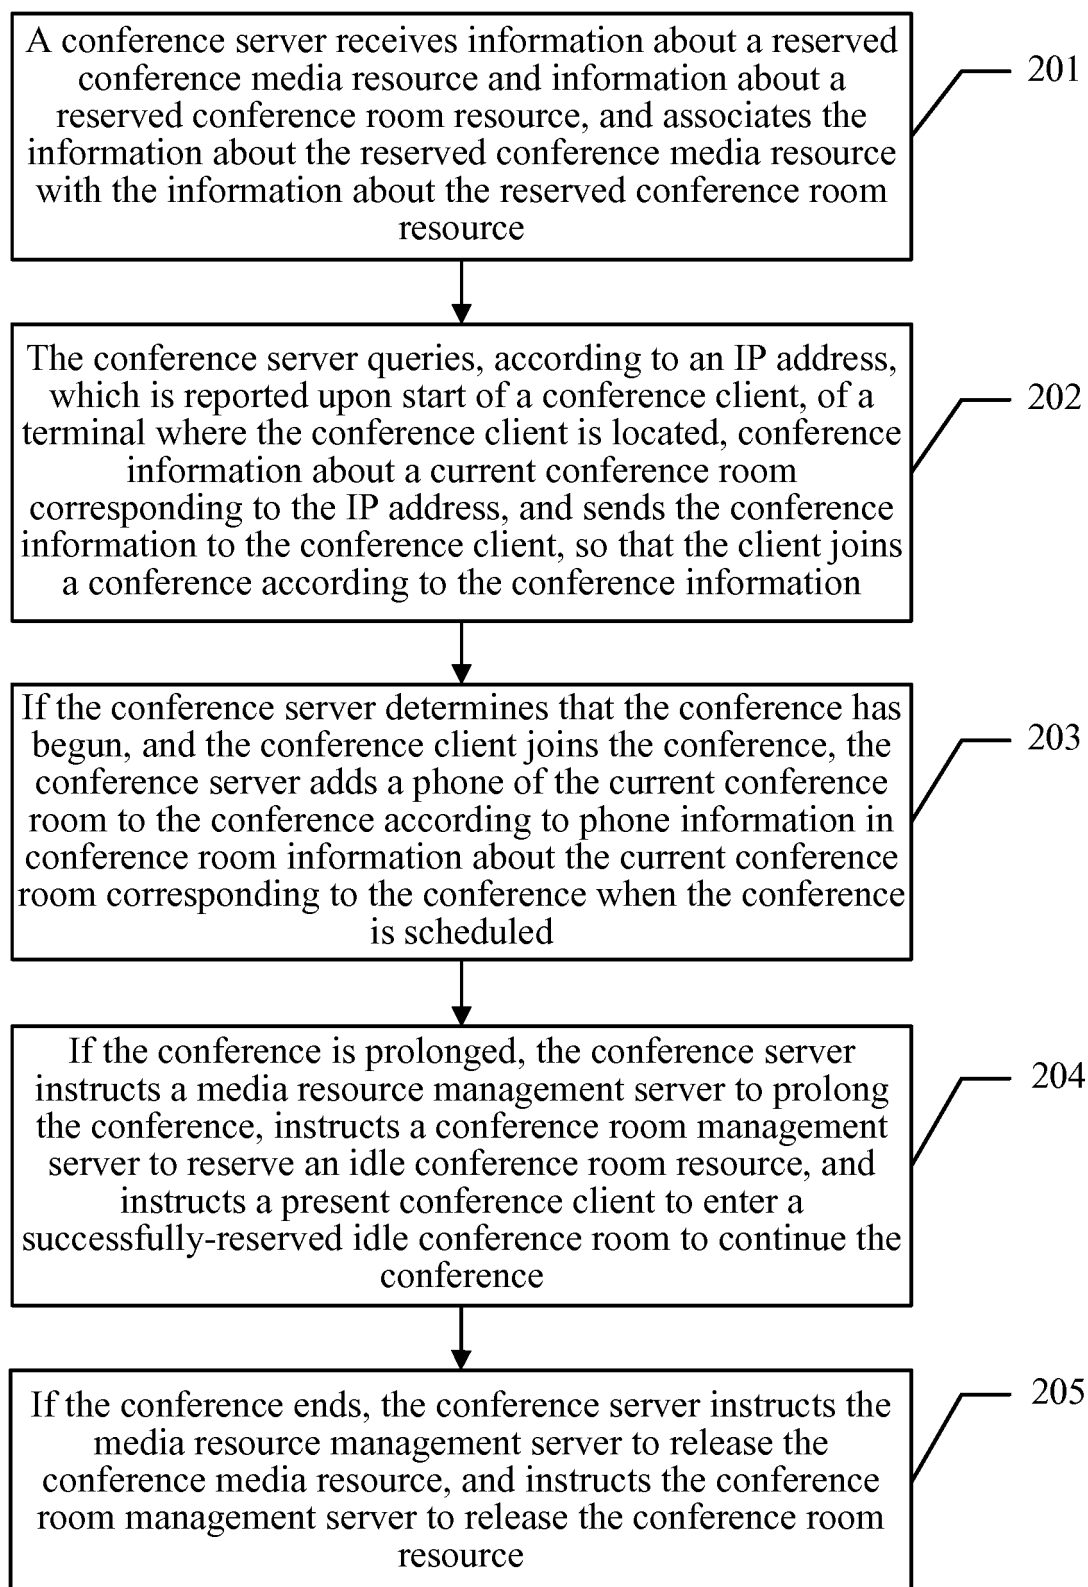 A conference server receives information about a reserved
conference media resource and information about a
reserved conference room resource, and associates the
information about the reserved conference media resource
with the information about the reserved conference room
resource
201
The conference server queries, according to an IP address,
which is reported upon start of a conference client, of a
terminal where the conference client is located, conference
information about a current conference room
corresponding to the IP address, and sends the conference
information to the conference client, so that the client joins
a conference according to the conference information
202
If the conference server determines that the conference has
begun, and the conference client joins the conference, the
conference server adds a phone of the current conference
room to the conference according to phone information in
conference room information about the current conference
room corresponding to the conference when the conference
is scheduled
203
If the conference is prolonged, the conference server
instructs a media resource management server to prolong
the conference, instructs a conference room management
server to reserve an idle conference room resource, and
instructs a present conference client to enter a
successfully-reserved idle conference room to continue the
conference
204
If the conference ends, the conference server instructs the
media resource management server to release the
conference media resource, and instructs the conference
room management server to release the conference room
resource
205